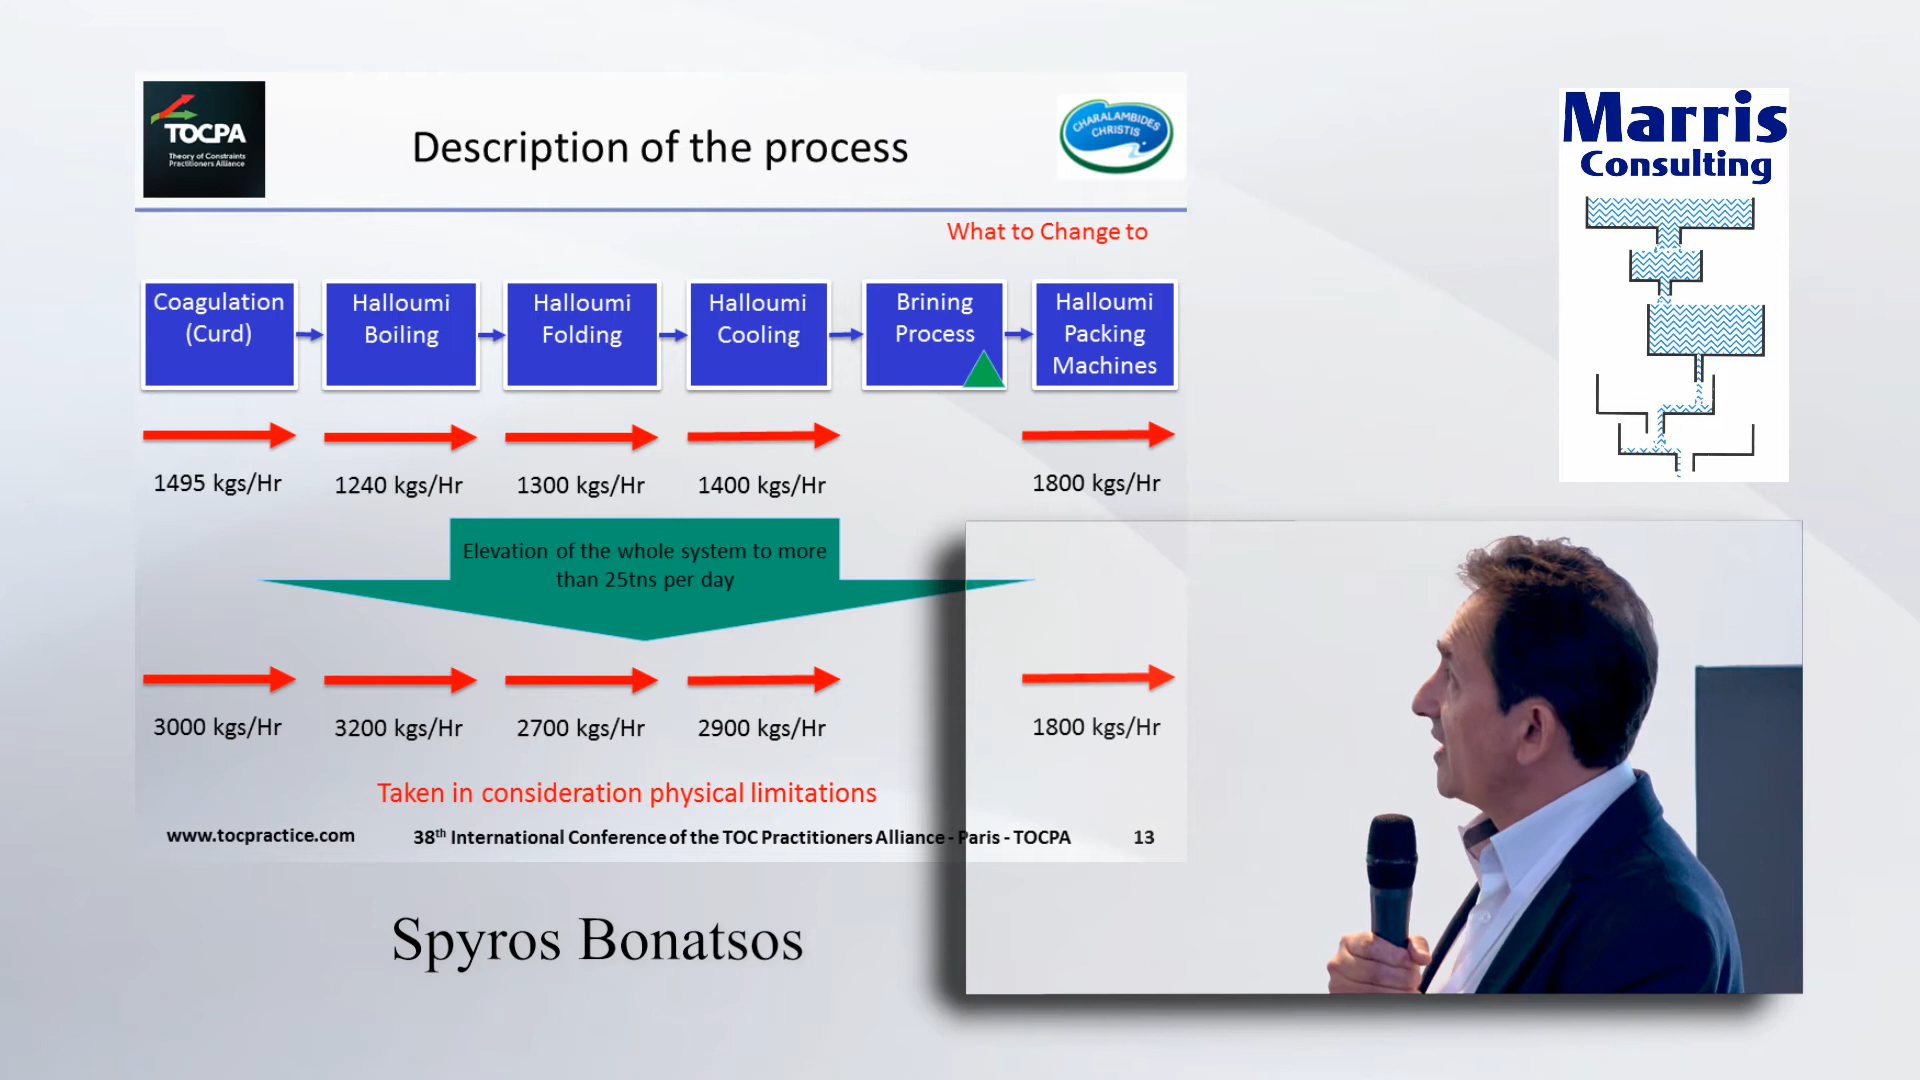 TOCPA
Theory of Constraints
Practitioners Alliance
Description of the process
CHARALAMBIDES
CHRISTIS
Marris
Consulting
What to Change to
Coagulation
(Curd)
Halloumi
Boiling
Halloumi
Folding
Halloumi
Cooling
Brining
Process
Halloumi
Packing
Machines
1495 kgs/Hr
1240 kgs/Hr
1300 kgs/Hr
1400 kgs/Hr
1800 kgs/Hr
Elevation of the whole system to more
than 25tns per day
3000 kgs/Hr
3200 kgs/Hr
2700 kgs/Hr
2900 kgs/Hr
1800 kgs/Hr
Taken in consideration physical limitations
www.tocpractice.com
38th International Conference of the TOC Practitioners Alliance - Paris - TOCPA
13
Spyros Bonatsos